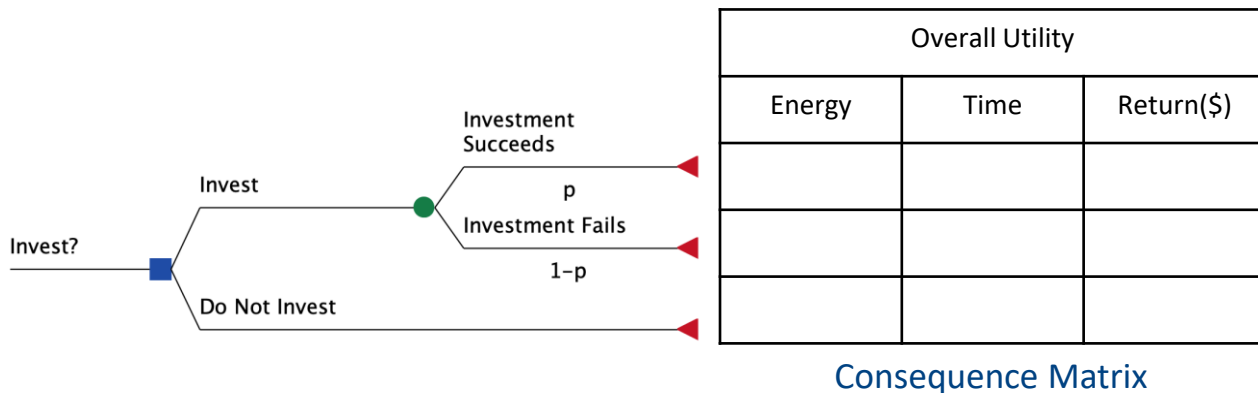 Overall Utility
Energy
Time
Return($)
Investment
Succeeds
Invest
p
Investment Fails
Invest?
1-p
Do Not Invest
Consequence Matrix